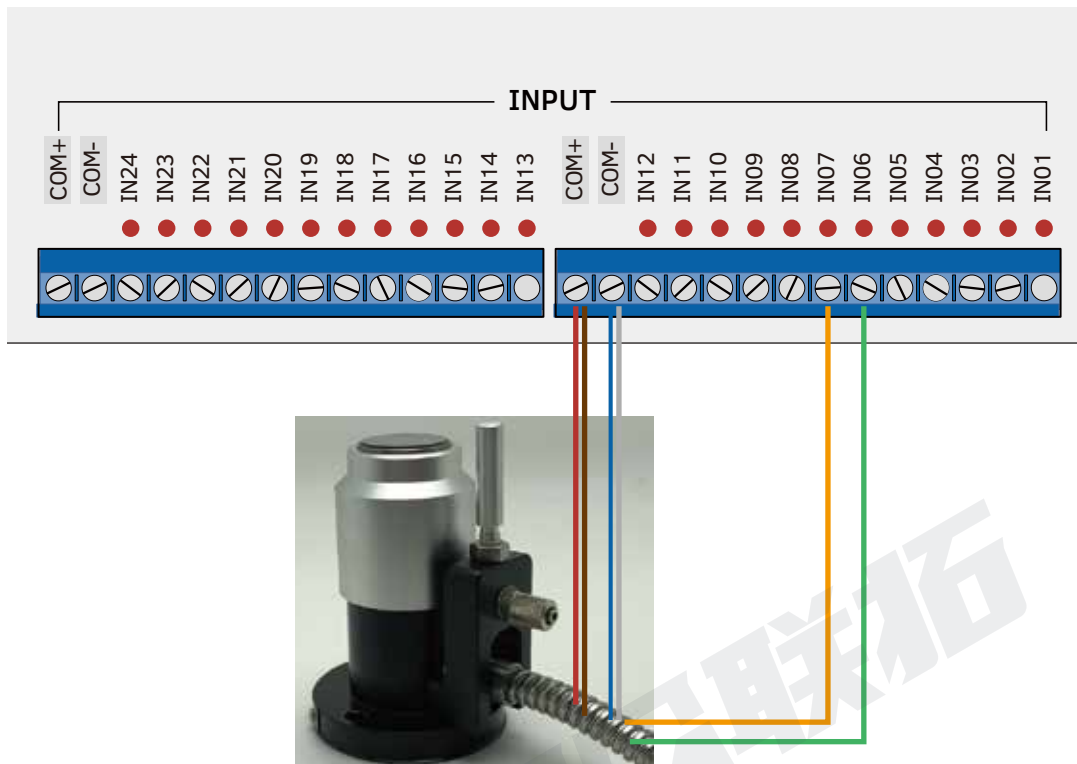 INPUT
COM+
COM-
IN24
IN23
IN22
IN21
IN20
IN19
IN18
IN17
IN16
IN15
IN14
IN13
COM+
COM-
IN12
IN11
IN10
IN09
IN08
IN07
IN06
IN05
IN04
IN03
IN02
IN01
联拓